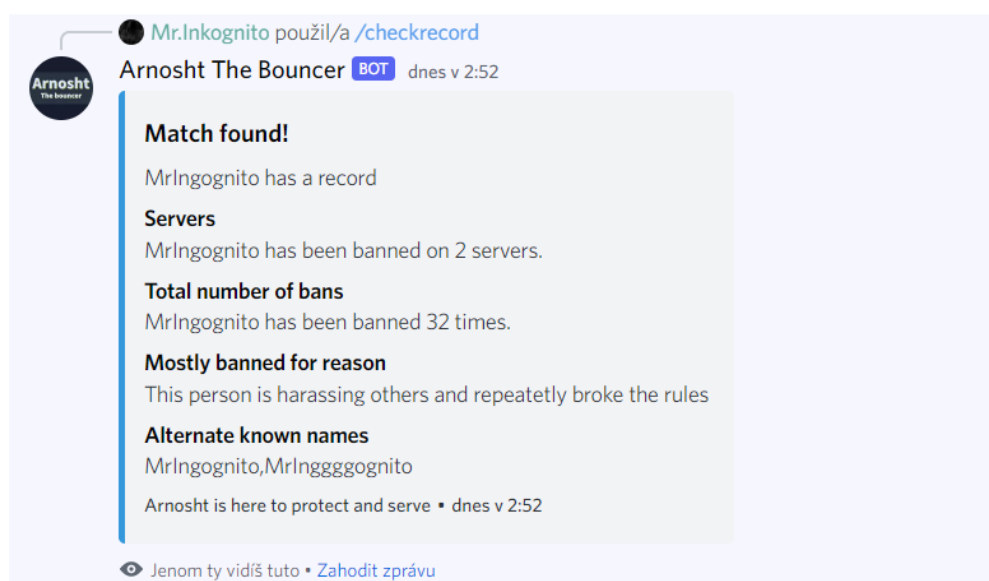 Mr.Inkognito použil/a /checkrecord
Arnosht The Bouncer BOT dnes v 2:52
Arnosht
The bouncer
Match found!
MrIngognito has a record
Servers
MrIngognito has been banned on 2 servers.
Total number of bans
MrIngognito has been banned 32 times.
Mostly banned for reason
This person is harassing others and repeatetly broke the rules
Alternate known names
MrIngognito,MrInggggognito
Arnosht is here to protect and serve • dnes v 2:52
Jenom ty vidíš tuto • Zahodit zprávu